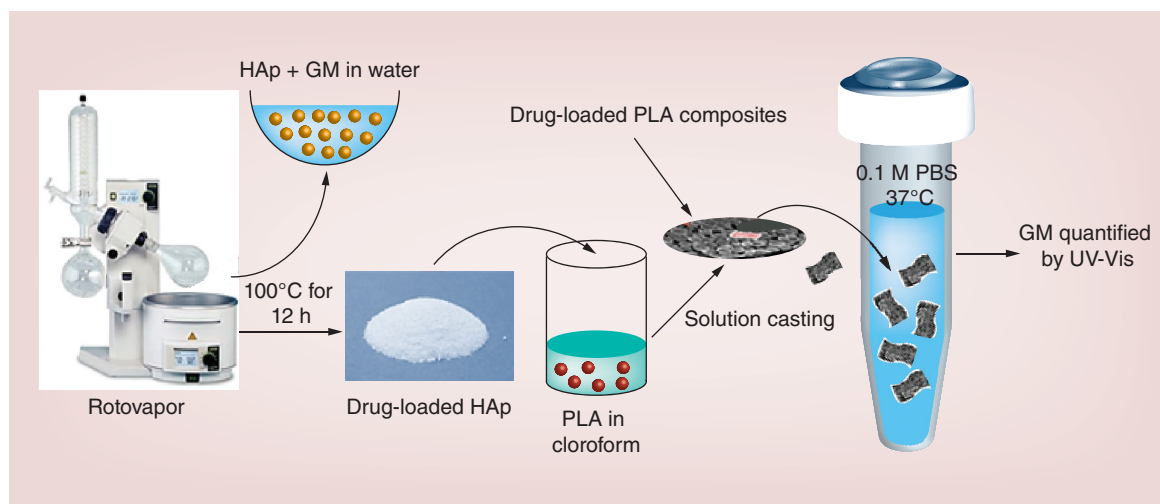 HAp + GM in water
Drug-loaded PLA composites
0.1 M PBS
37°C
GM quantified
by UV-Vis
100°C for
12 h
Solution casting
Rotovapor
Drug-loaded HAp
PLA in
cloroform